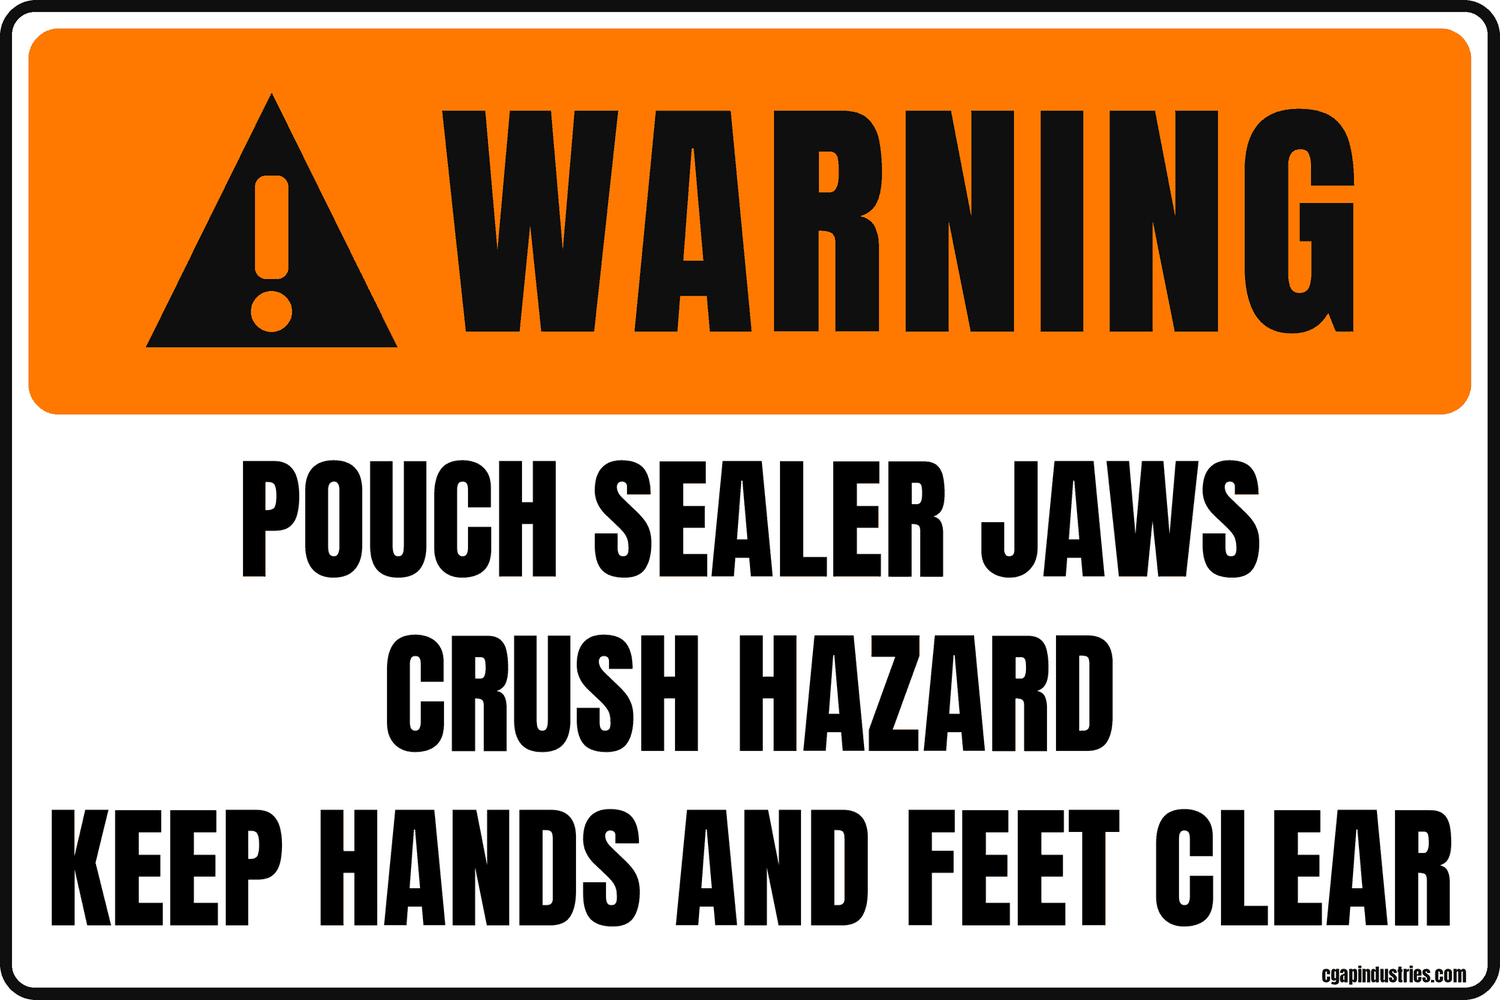 WARNING
POUCH SEALER JAWS
CRUSH HAZARD
KEEP HANDS AND FEET CLEAR
cgapindustries.com